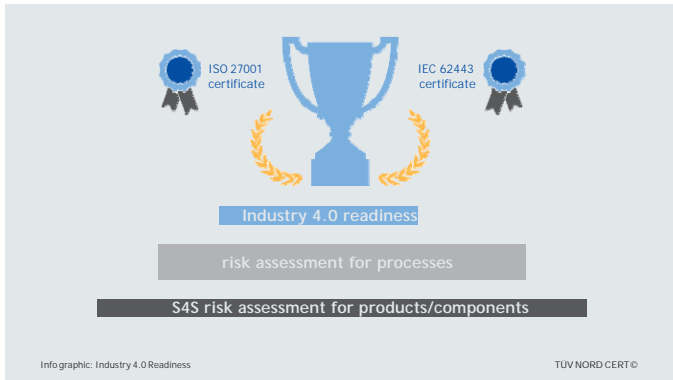 ISO 27001
certificate
IEC 62443
certificate
Industry 4.0 readiness
risk assessment for processes
S4S risk assessment for products/components
Infographic: Industry 4.0 Readiness
TÜV NORD CERT©